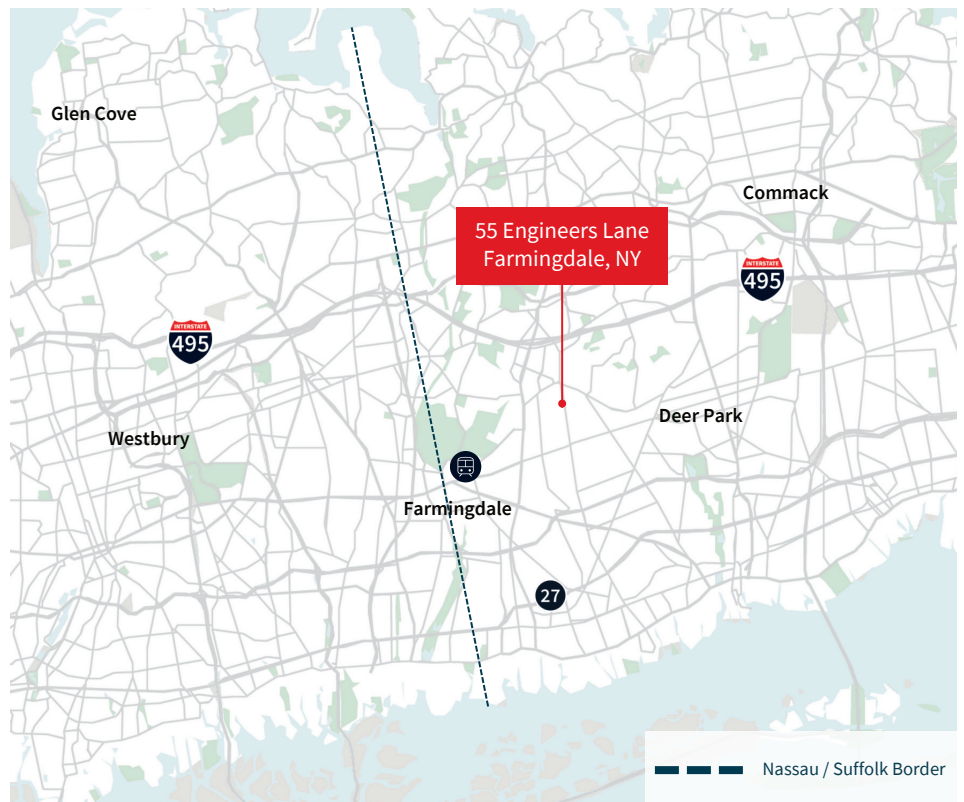 Glen Cove
Commack
55 Engineers Lane
Farmingdale, NY
INTERSTATE
495
INTERSTATE
495
Deer Park
Westbury
Farmingdale
27
Nassau / Suffolk Border